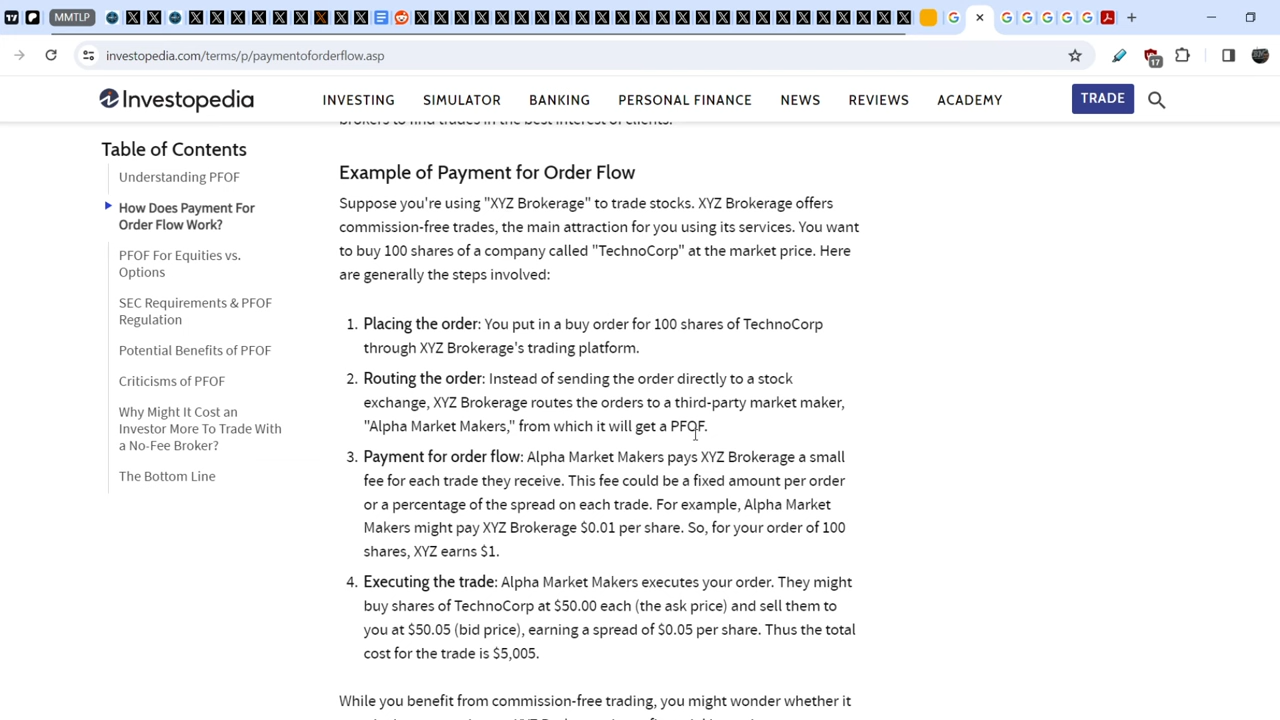 MMTLP
investopedia.com/terms/p/paymentoforderflow.asp
17
Investopedia
INVESTING
SIMULATOR
BANKING
PERSONAL FINANCE
NEWS
REVIEWS
ACADEMY
TRADE
brokers to find trades in the best interest of clients.
Table of Contents
Understanding PFOF
How Does Payment For
Order Flow Work?
PFOF For Equities vs.
Options
SEC Requirements & PFOF
Regulation
Potential Benefits of PFOF
Criticisms of PFOF
Why Might It Cost an
Investor More To Trade With
a No-Fee Broker?
The Bottom Line
Example of Payment for Order Flow
Suppose you're using "XYZ Brokerage" to trade stocks. XYZ Brokerage offers
commission-free trades, the main attraction for you using its services. You want
to buy 100 shares of a company called "TechnoCorp" at the market price. Here
are generally the steps involved:
1. Placing the order: You put in a buy order for 100 shares of TechnoCorp
through XYZ Brokerage's trading platform.
2. Routing the order: Instead of sending the order directly to a stock
exchange, XYZ Brokerage routes the orders to a third-party market maker,
"Alpha Market Makers," from which it will get a PFOF.
3. Payment for order flow: Alpha Market Makers pays XYZ Brokerage a small
fee for each trade they receive. This fee could be a fixed amount per order
or a percentage of the spread on each trade. For example, Alpha Market
Makers might pay XYZ Brokerage $0.01 per share. So, for your order of 100
shares, XYZ earns $1.
4. Executing the trade: Alpha Market Makers executes your order. They might
buy shares of TechnoCorp at $50.00 each (the ask price) and sell them to
you at $50.05 (bid price), earning a spread of $0.05 per share. Thus the total
cost for the trade is $5,005.
While you benefit from commission-free trading, you might wonder whether it